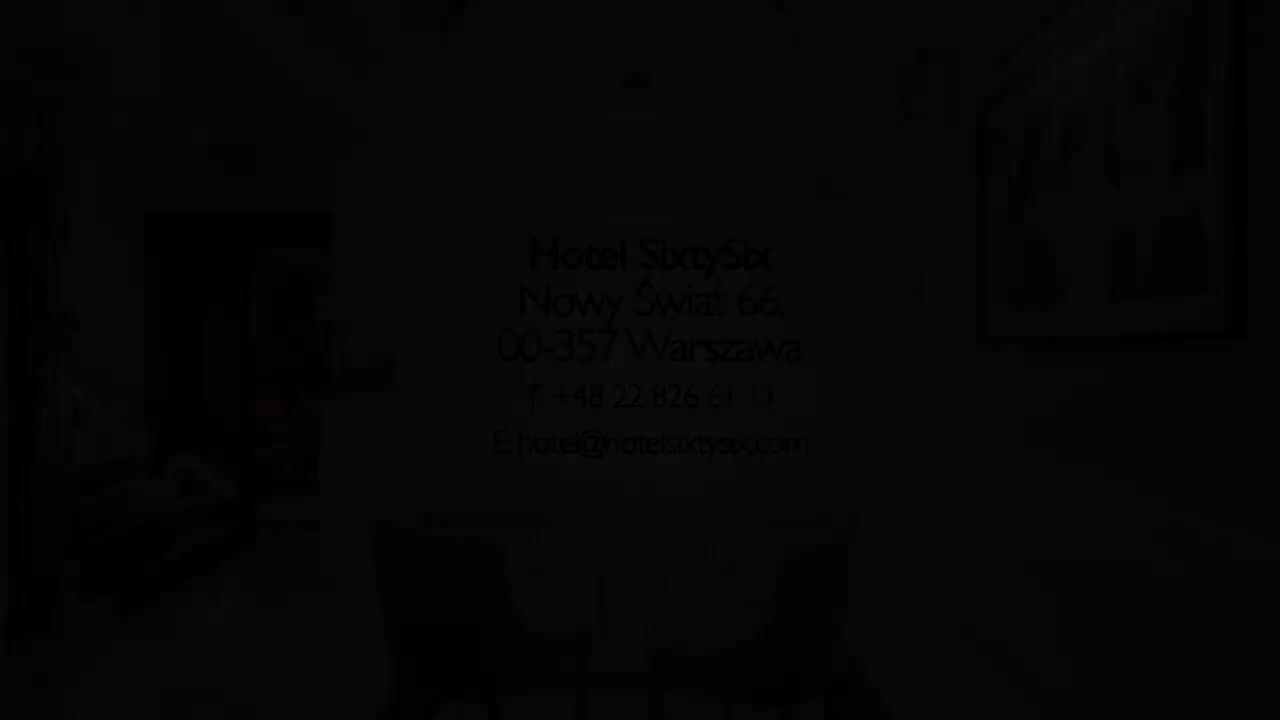 Hotel SixtySix
Nowy Świat 66,
00-357 Warszawa
T: +48 22 826 61 11
E: hotel@hotelsixtysix.com